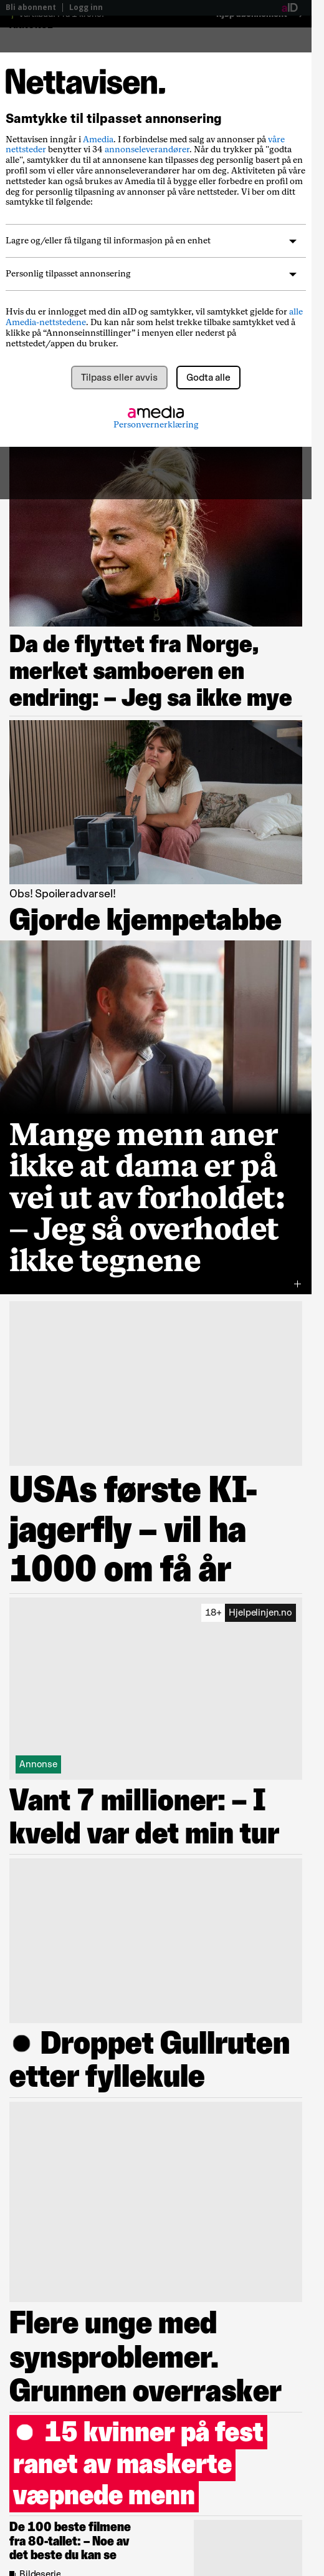 Bli abonnent | Logg inn
aID
Nettavisen.
Samtykke til tilpasset annonsering
Nettavisen inngår i Amedia. I forbindelse med salg av annonser på våre
nettsteder benytter vi 34 annonseleverandører. Når du trykker på "godta
alle", samtykker du til at annonsene kan tilpasses deg personlig basert på en
profil som vi eller våre annonseleverandører har om deg. Aktiviteten på våre
nettsteder kan også brukes av Amedia til å bygge eller forbedre en profil om
deg for personlig tilpasning av annonser på våre nettsteder. Vi ber om ditt
samtykke til følgende:
Lagre og/eller få tilgang til informasjon på en enhet
Personlig tilpasset annonsering
Hvis du er innlogget med din aID og samtykker, vil samtykket gjelde for alle
Amedia-nettstedene. Du kan når som helst trekke tilbake samtykket ved å
klikke på “Annonseinnstillinger” i menyen eller nederst på
nettstedet/appen du bruker.
Tilpass eller avvis
Godta alle
amedia
Personvernerklæring
Da de flyttet fra Norge,
merket samboeren en
endring: – Jeg sa ikke mye
Obs! Spoileradvarsel!
Gjorde kjempetabbe
Mange menn aner
ikke at dama er på
vei ut av forholdet:
– Jeg så overhodet
ikke tegnene
USAs første KI-
jagerfly – vil ha
1000 om få år
18+ Hjelpelinjen.no
Annonse
Vant 7 millioner: – I
kveld var det min tur
Droppet Gullruten
etter fyllekule
Flere unge med
synsproblemer.
Grunnen overrasker
15 kvinner på fest
ranet av maskerte
væpnede menn
De 100 beste filmene
fra 80-tallet: – Noe av
det beste du kan se
Bildeserie